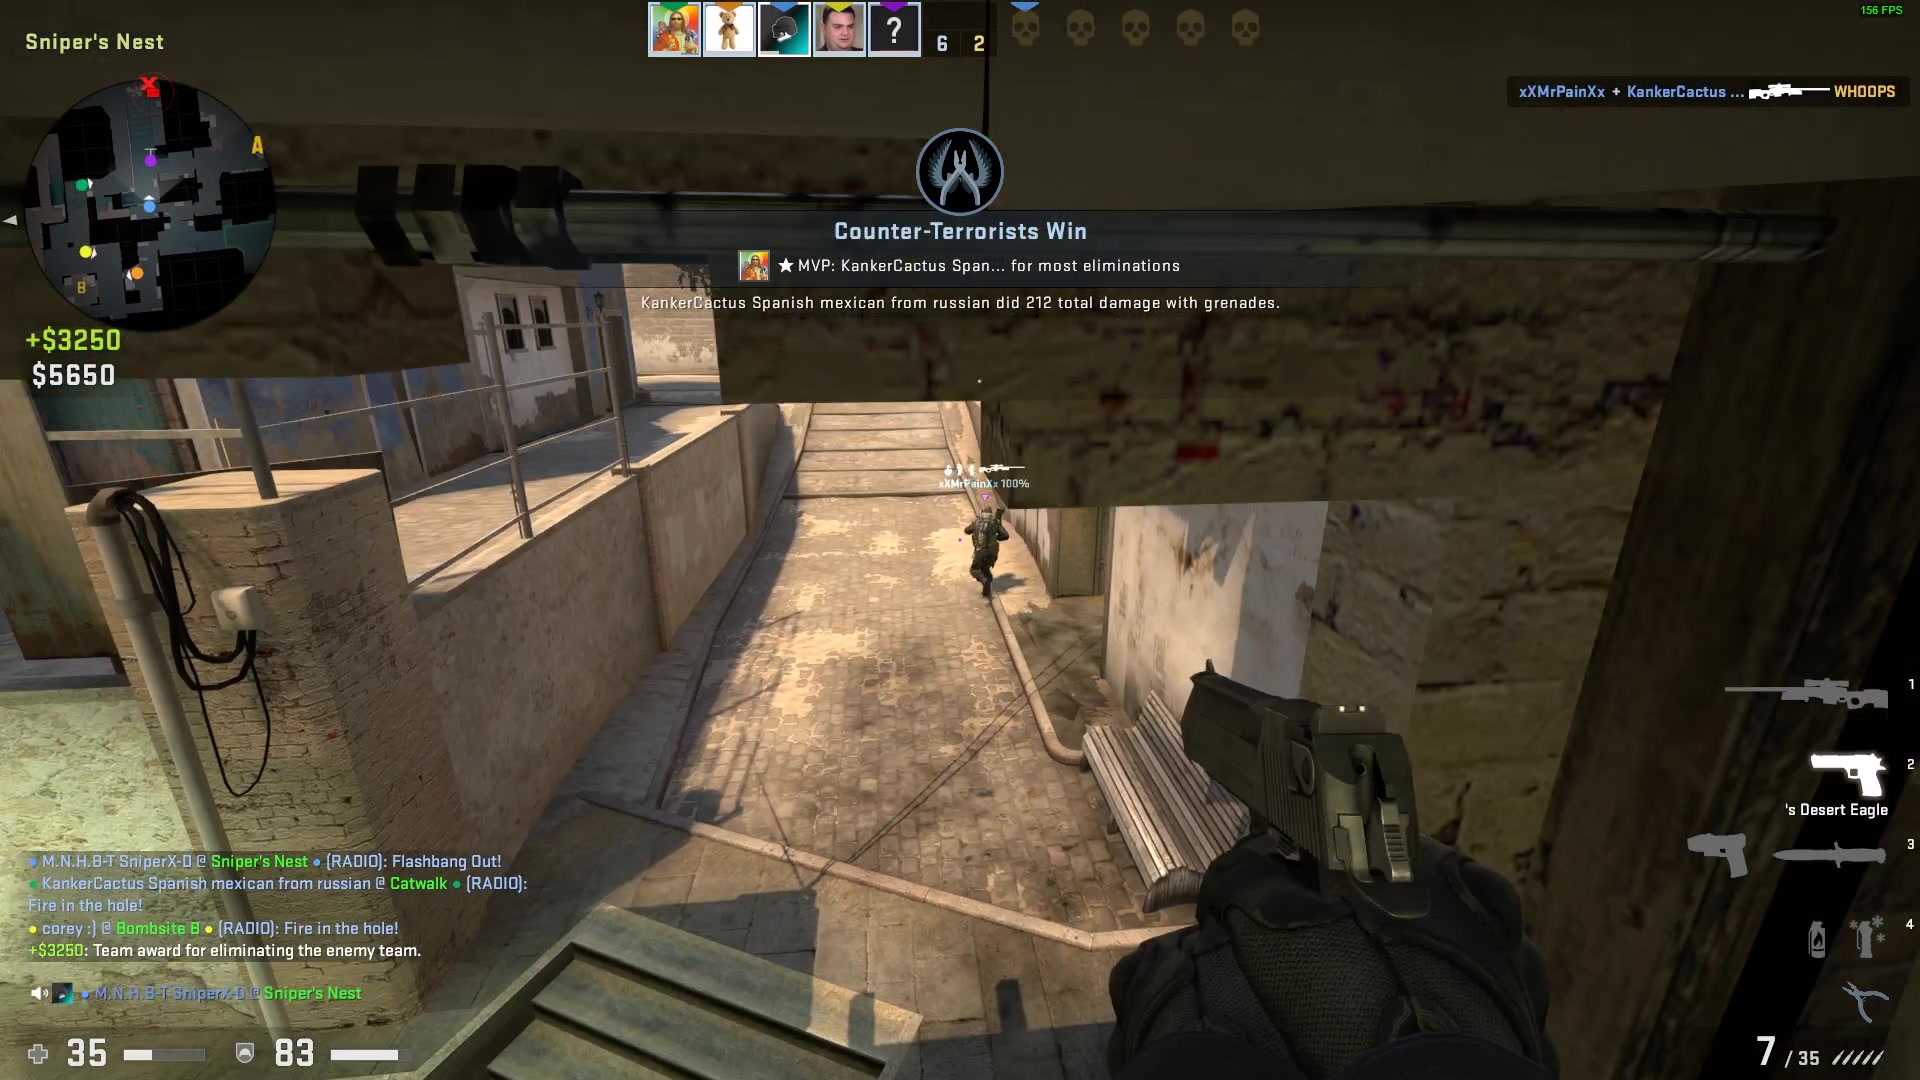 156 FPS
Sniper's Nest
?
6 2
xXMrPainXx + KankerCactus ... WHOOPS
A
B
Counter-Terrorists Win
★ MVP: KankerCactus Span... for most eliminations
KankerCactus Spanish mexican from russian did 212 total damage with grenades.
+$3250
$5650
xXMrPainXx 100%
1
2
's Desert Eagle
3
4
M.N.H.B-T SniperX-D @ Sniper's Nest ● (RADIO): Flashbang Out!
KankerCactus Spanish mexican from russian @ Catwalk ● (RADIO):
Fire in the hole!
● corey :) @ Bombsite B ● (RADIO): Fire in the hole!
+$3250: Team award for eliminating the enemy team.
M.N.H.B-T SniperX-D @ Sniper's Nest
35 83
7 / 35